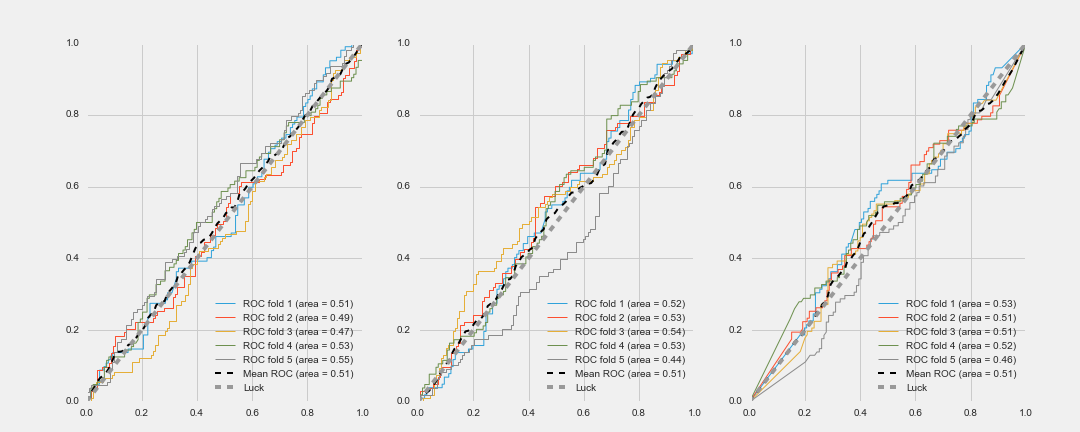 1.0
0.8
0.6
0.4
0.2
0.0
0.0 0.2 0.4 0.6 0.8 1.0
ROC fold 1 (area = 0.51)
ROC fold 2 (area = 0.49)
ROC fold 3 (area = 0.47)
ROC fold 4 (area = 0.53)
ROC fold 5 (area = 0.55)
Mean ROC (area = 0.51)
Luck
1.0
0.8
0.6
0.4
0.2
0.0
0.0 0.2 0.4 0.6 0.8 1.0
ROC fold 1 (area = 0.52)
ROC fold 2 (area = 0.53)
ROC fold 3 (area = 0.54)
ROC fold 4 (area = 0.53)
ROC fold 5 (area = 0.44)
Mean ROC (area = 0.51)
Luck
1.0
0.8
0.6
0.4
0.2
0.0
0.0 0.2 0.4 0.6 0.8 1.0
ROC fold 1 (area = 0.53)
ROC fold 2 (area = 0.51)
ROC fold 3 (area = 0.51)
ROC fold 4 (area = 0.52)
ROC fold 5 (area = 0.46)
Mean ROC (area = 0.51)
Luck